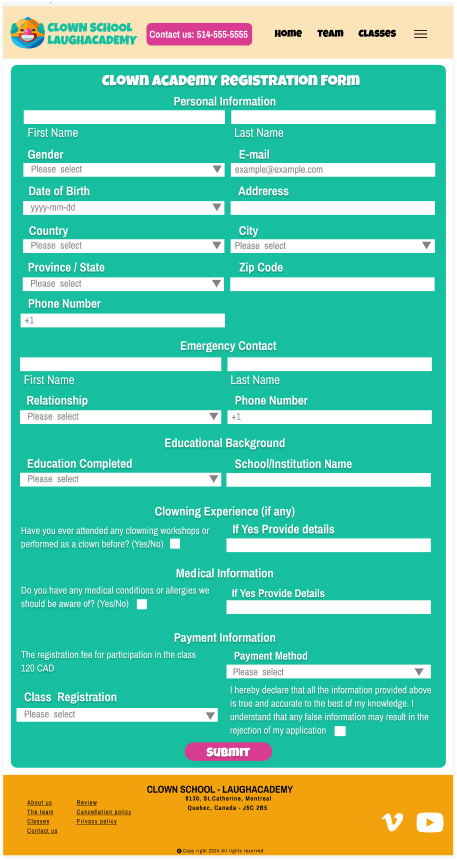 CLOWN SCHOOL
LAUGHACADEMY
Contact us: 514-555-5555
Home Team Classes
Clown Academy Registration Form
Personal Information
First Name Last Name
Gender E-mail
Please select example@example.com
Date of Birth Addreress
yyyy-mm-dd
Country City
Please select Please select
Province / State Zip Code
Please select
Phone Number
+1
Emergency Contact
First Name Last Name
Relationship Phone Number
Please select +1
Educational Background
Education Completed School/Institution Name
Please select
Clowning Experience (if any)
Have you ever attended any clowning workshops or
performed as a clown before? (Yes/No)
If Yes Provide details
Medical Information
Do you have any medical conditions or allergies we
should be aware of? (Yes/No)
If Yes Provide Details
Payment Information
The registration fee for participation in the class
120 CAD
Payment Method
Please select
Class Registration
Please select
I hereby declare that all the information provided above
is true and accurate to the best of my knowledge. I
understand that any false information may result in the
rejection of my application
Submit
CLOWN SCHOOL - LAUGHACADEMY
8130, St.Catherine, Montreal
Quebec, Canada - J5C 2B5
About us Review
The team Cancellation policy
Classes Privacy policy
Contact us
Copy right 2024 All rights reserved